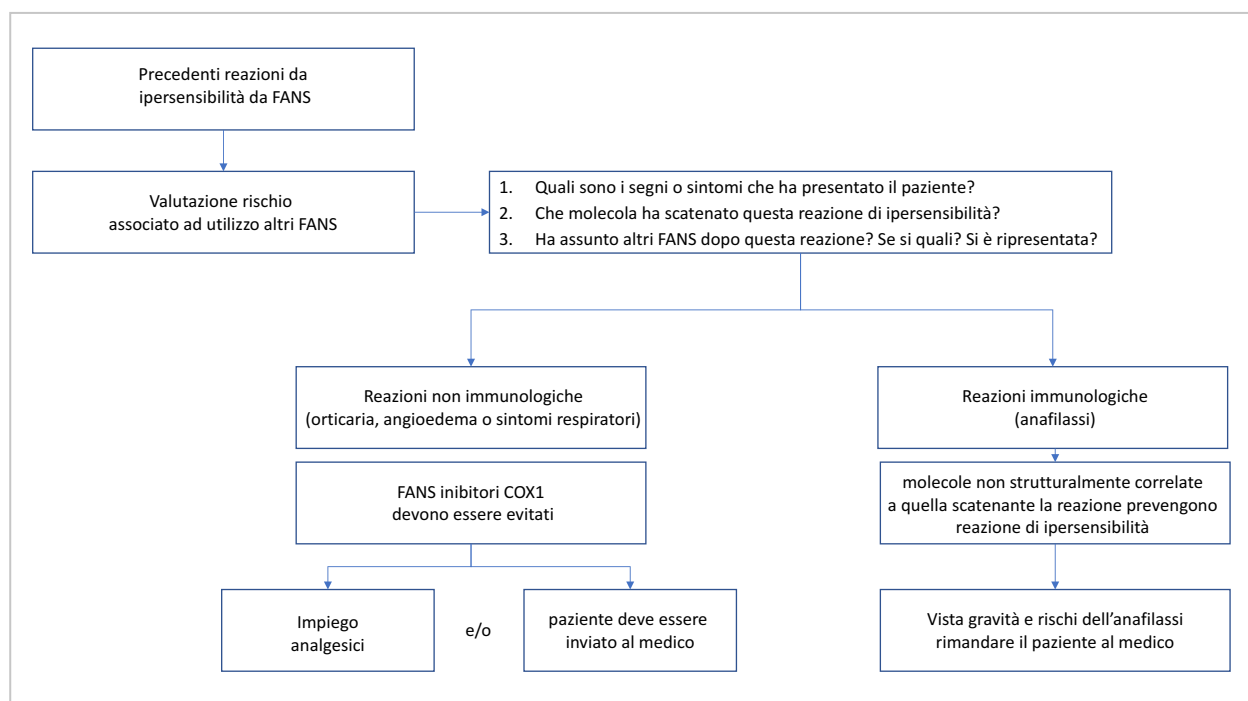 Precedenti reazioni da
ipersensibilità da FANS
Valutazione rischio
associato ad utilizzo altri FANS
1. Quali sono i segni o sintomi che ha presentato il paziente?
2. Che molecola ha scatenato questa reazione di ipersensibilità?
3. Ha assunto altri FANS dopo questa reazione? Se si quali? Si è ripresentata?
Reazioni non immunologiche
(orticaria, angioedema o sintomi respiratori)
Reazioni immunologiche
(anafilassi)
FANS inibitori COX1
devono essere evitati
molecole non strutturalmente correlate
a quella scatenante la reazione prevengono
reazione di ipersensibilità
Impiego
analgesici
e/o
paziente deve essere
inviato al medico
Vista gravità e rischi dell’anafilassi
rimandare il paziente al medico